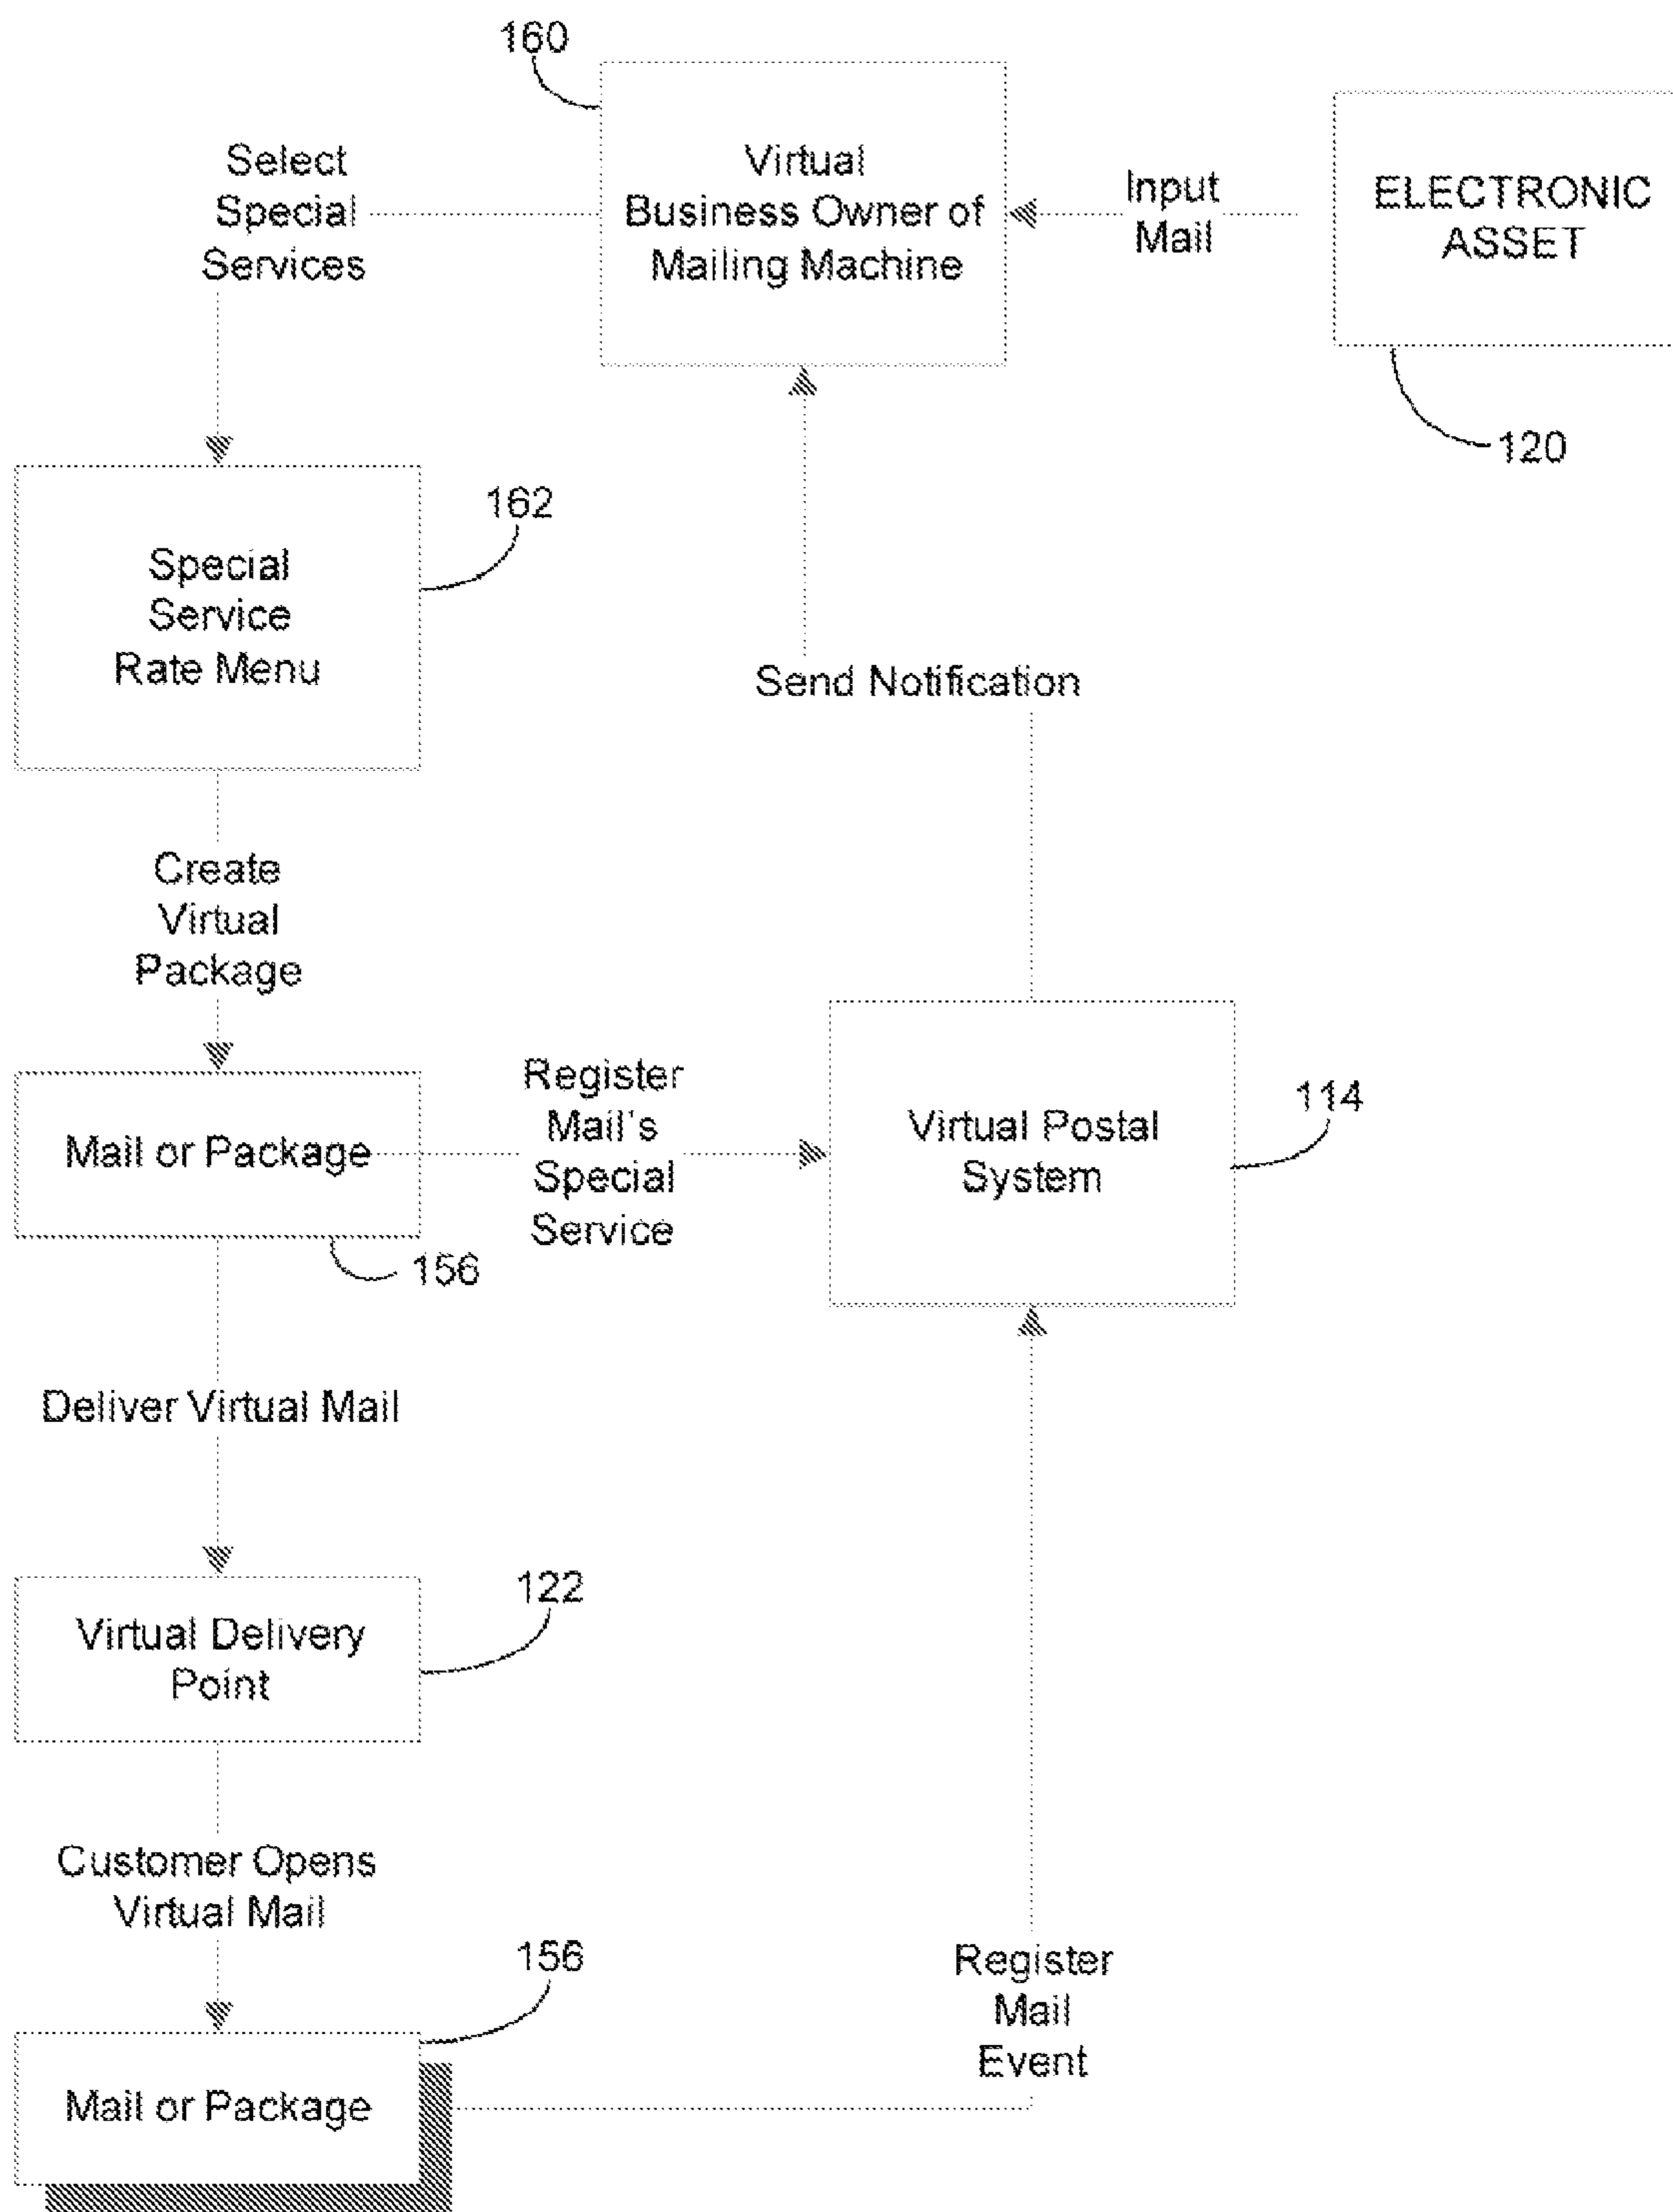 160
Virtual
Business Owner of
Mailing Machine
Input
Mail
ELECTRONIC
ASSET
120
Select
Special
Services
162
Special
Service
Rate Menu
Send Notification
Create
Virtual
Package
Mail or Package
156
Register
Mail's
Special
Service
Virtual Postal
System
114
Deliver Virtual Mail
122
Virtual Delivery
Point
Customer Opens
Virtual Mail
156
Mail or Package
Register
Mail
Event